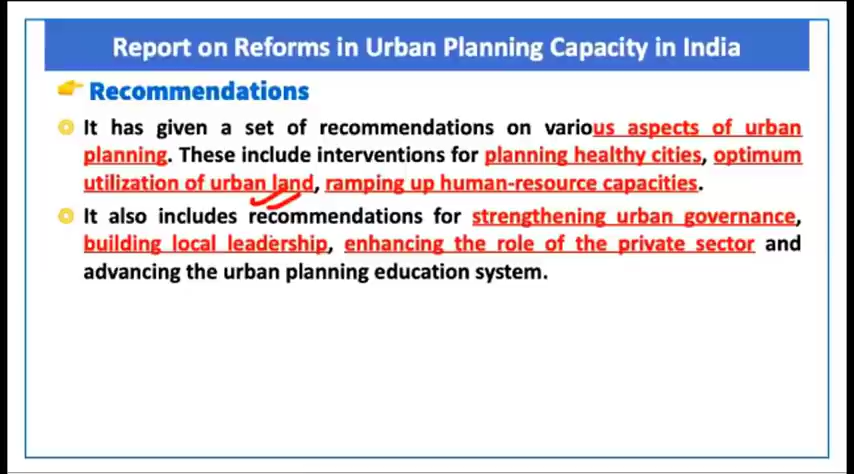 Report on Reforms in Urban Planning Capacity in India
Recommendations
It has given a set of recommendations on various aspects of urban
planning. These include interventions for planning healthy cities, optimum
utilization of urban land, ramping up human-resource capacities.
It also includes recommendations for strengthening urban governance,
building local leadership, enhancing the role of the private sector and
advancing the urban planning education system.